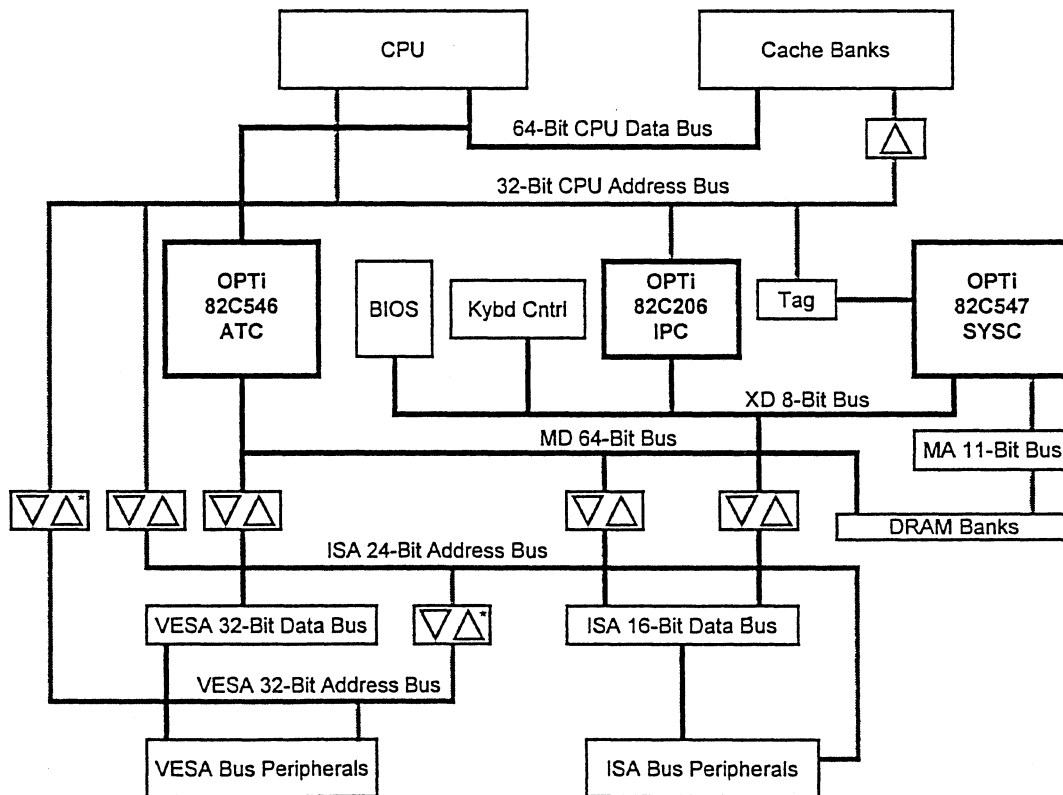 CPU
Cache Banks
64-Bit CPU Data Bus
32-Bit CPU Address Bus
OPTi
82C546
ATC
BIOS
Kybd Cntrl
OPTi
82C206
IPC
Tag
OPTi
82C547
SYSC
XD 8-Bit Bus
MD 64-Bit Bus
MA 11-Bit Bus
*
DRAM Banks
ISA 24-Bit Address Bus
VESA 32-Bit Data Bus
*
ISA 16-Bit Data Bus
VESA 32-Bit Address Bus
VESA Bus Peripherals
ISA Bus Peripherals